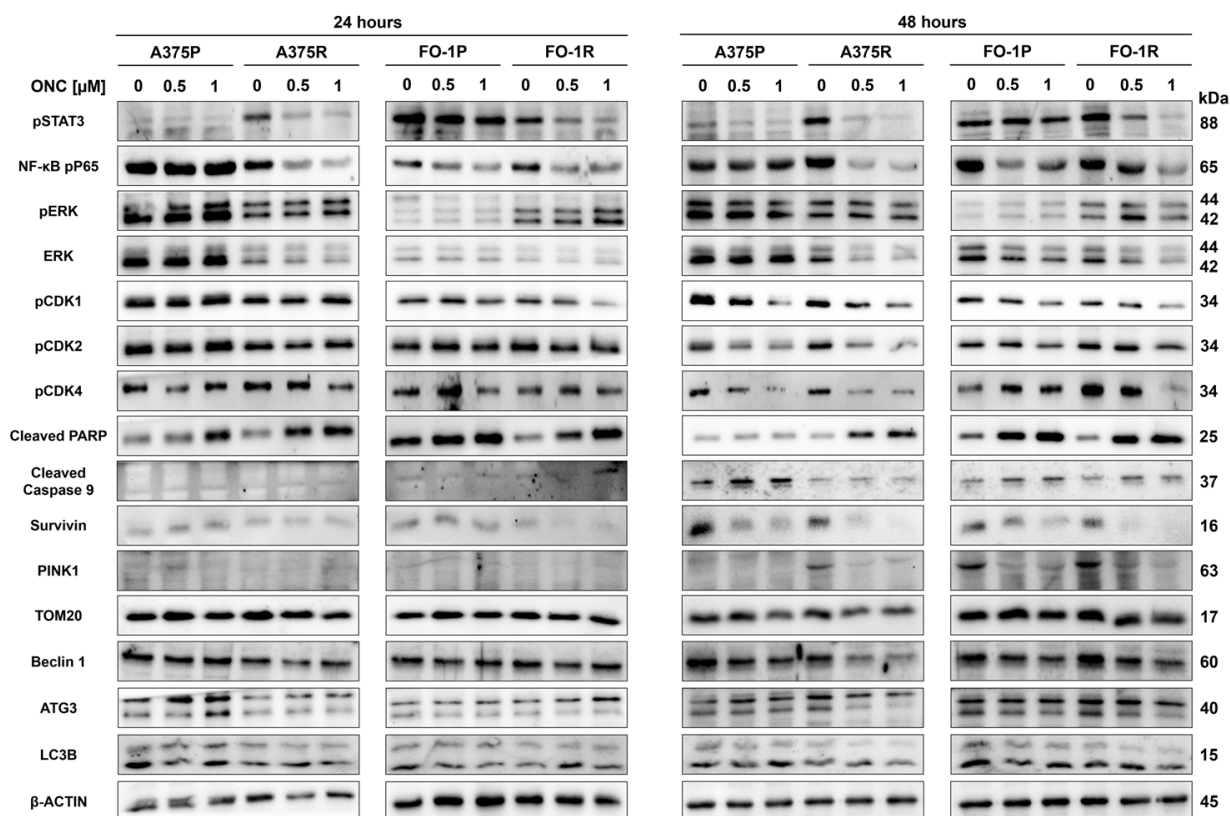 24 hours 48 hours
A375P A375R FO-1P FO-1R A375P A375R FO-1P FO-1R
ONC [µM] 0 0.5 1 0 0.5 1 0 0.5 1 0 0.5 1 0 0.5 1 0 0.5 1 0 0.5 1 0 0.5 1 kDa
pSTAT3 88
NF-κB pP65 65
pERK 44
42
ERK 44
42
pCDK1 34
pCDK2 34
pCDK4 34
Cleaved PARP 25
Cleaved
Caspase 9 37
Survivin 16
PINK1 63
TOM20 17
Beclin 1 60
ATG3 40
LC3B 15
β-ACTIN 45